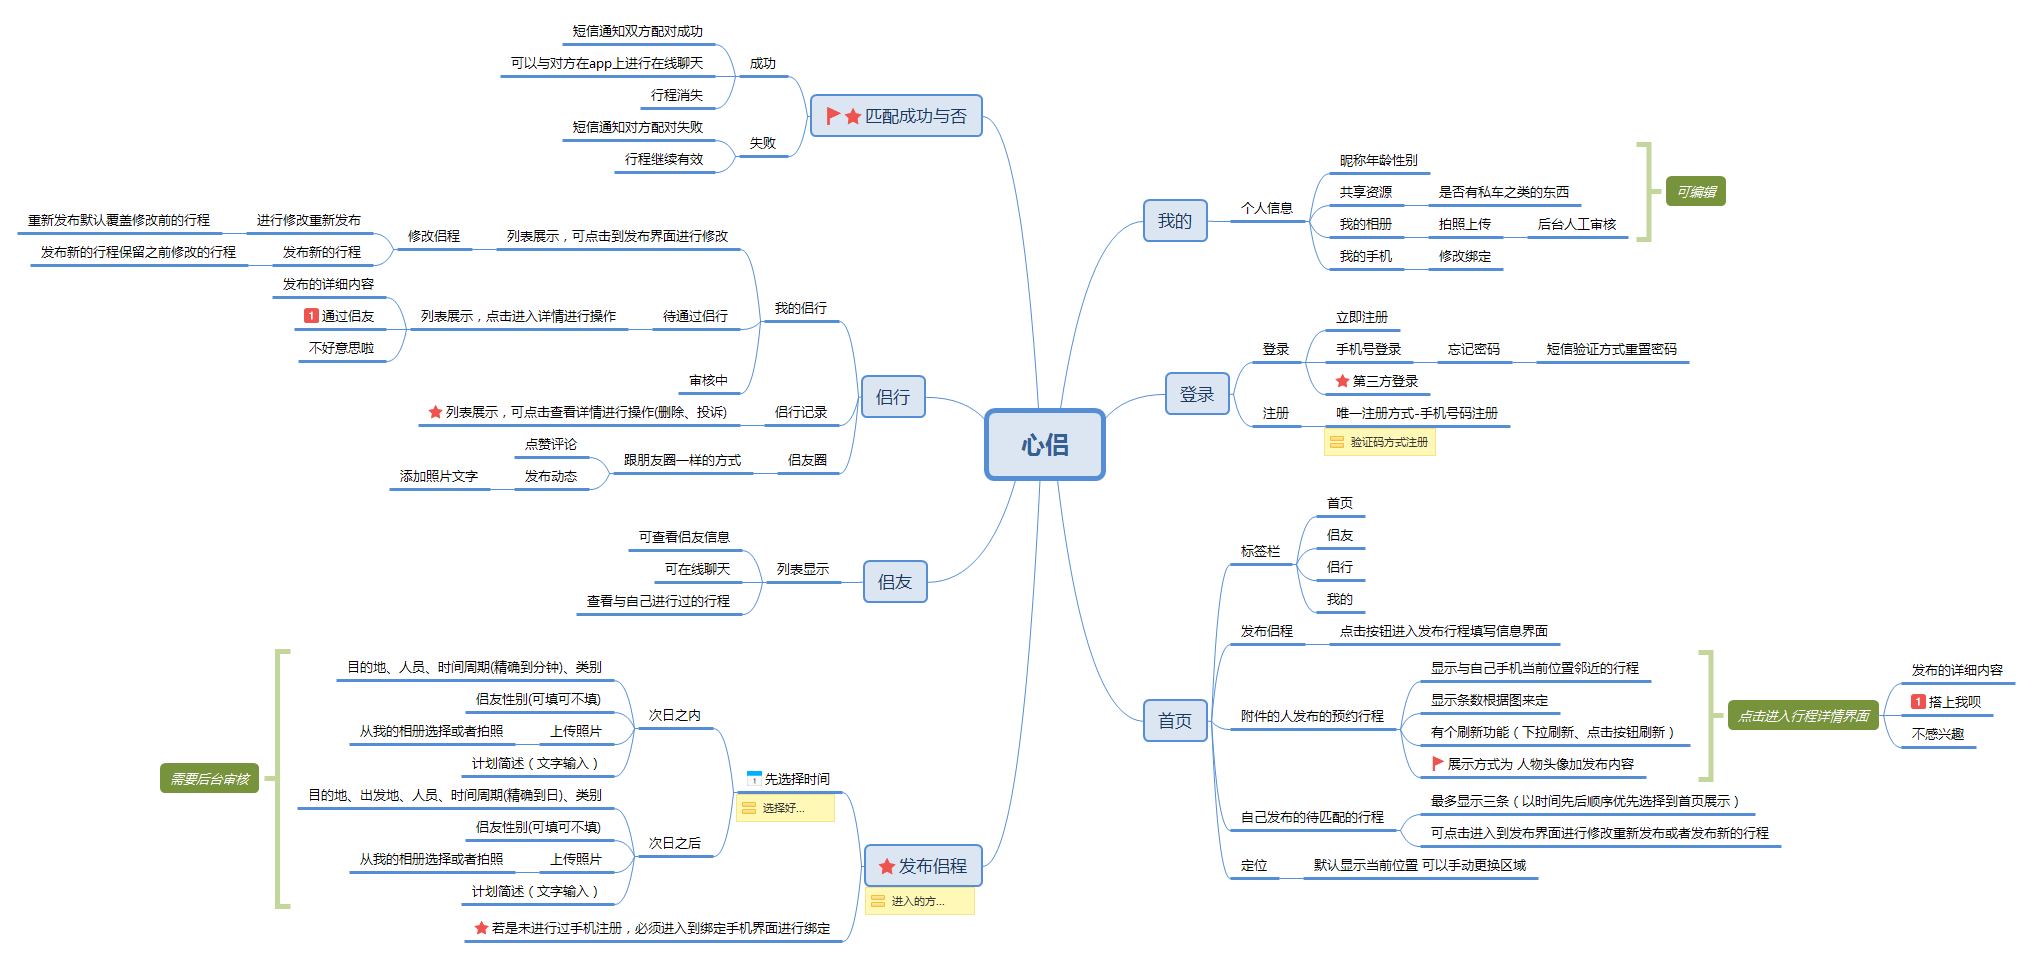 心侣
匹配成功与否
成功
短信通知双方配对成功
可以与对方在app上进行在线聊天
行程消失
失败
短信通知对方配对失败
行程继续有效
侣行
我的侣行
列表展示，可点击到发布界面进行修改
修改侣程
进行修改重新发布
重新发布默认覆盖修改前的行程
发布新的行程
发布新的行程保留之前修改的行程
待通过侣行
列表展示，点击进入详情进行操作
发布的详细内容
1 通过侣友
不好意思啦
审核中
侣行记录
列表展示，可点击查看详情进行操作(删除、投诉)
侣友圈
跟朋友圈一样的方式
点赞评论
发布动态
添加照片文字
侣友
列表显示
可查看侣友信息
可在线聊天
查看与自己进行过的行程
发布侣程
进入的方...
1 先选择时间
选择好...
次日之内
目的地、人员、时间周期(精确到分钟)、类别
侣友性别(可填可不填)
上传照片
从我的相册选择或者拍照
计划简述（文字输入）
次日之后
目的地、出发地、人员、时间周期(精确到日)、类别
侣友性别(可填可不填)
上传照片
从我的相册选择或者拍照
计划简述（文字输入）
需要后台审核
若是未进行过手机注册，必须进入到绑定手机界面进行绑定
我的
个人信息
昵称年龄性别
共享资源
是否有私车之类的东西
我的相册
拍照上传
后台人工审核
我的手机
修改绑定
可编辑
登录
登录
立即注册
手机号登录
忘记密码
短信验证方式重置密码
第三方登录
注册
唯一注册方式-手机号码注册
验证码方式注册
首页
标签栏
首页
侣友
侣行
我的
发布侣程
点击按钮进入发布行程填写信息界面
附件的人发布的预约行程
显示与自己手机当前位置邻近的行程
显示条数根据图来定
有个刷新功能（下拉刷新、点击按钮刷新）
展示方式为 人物头像加发布内容
点击进入行程详情界面
发布的详细内容
1 搭上我呗
不感兴趣
自己发布的待匹配的行程
最多显示三条（以时间先后顺序优先选择到首页展示）
可点击进入到发布界面进行修改重新发布或者发布新的行程
定位
默认显示当前位置 可以手动更换区域